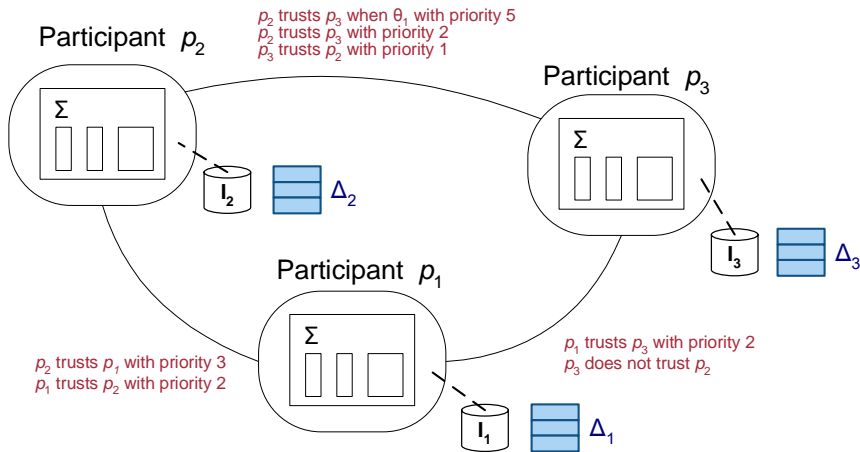 p₂ trusts p₃ when θ₁ with priority 5
p₂ trusts p₃ with priority 2
p₃ trusts p₂ with priority 1
Participant p₂
Σ
I₂
Δ₂
Participant p₃
Σ
I₃
Δ₃
Participant p₁
Σ
I₁
Δ₁
p₂ trusts p₁ with priority 3
p₁ trusts p₂ with priority 2
p₁ trusts p₃ with priority 2
p₃ does not trust p₂